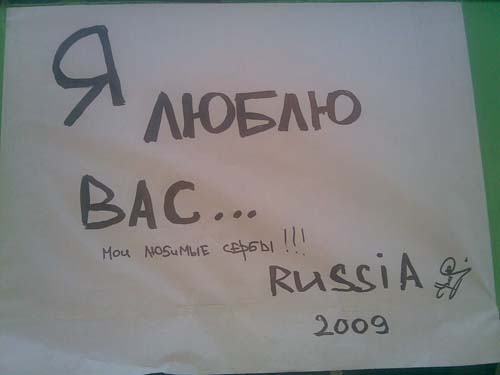 Я ЛЮБЛЮ
ВАС...
МОИ ЛЮБИМЫЕ СЕРБЫ!!!
RUSSiA
2009